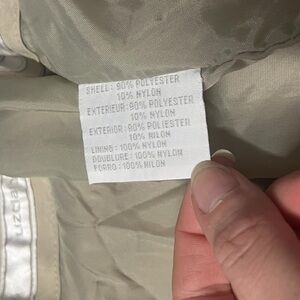 SHELL: 90% POLYESTER
10% NYLON
EXTERIEUR: 90% POLYESTER
10% NYLON
EXTERIOR: 90% POLIESTER
10% NILON
LINING: 100% NYLON
DOUBLURE: 100% NYLON
FORRO: 100% NILON